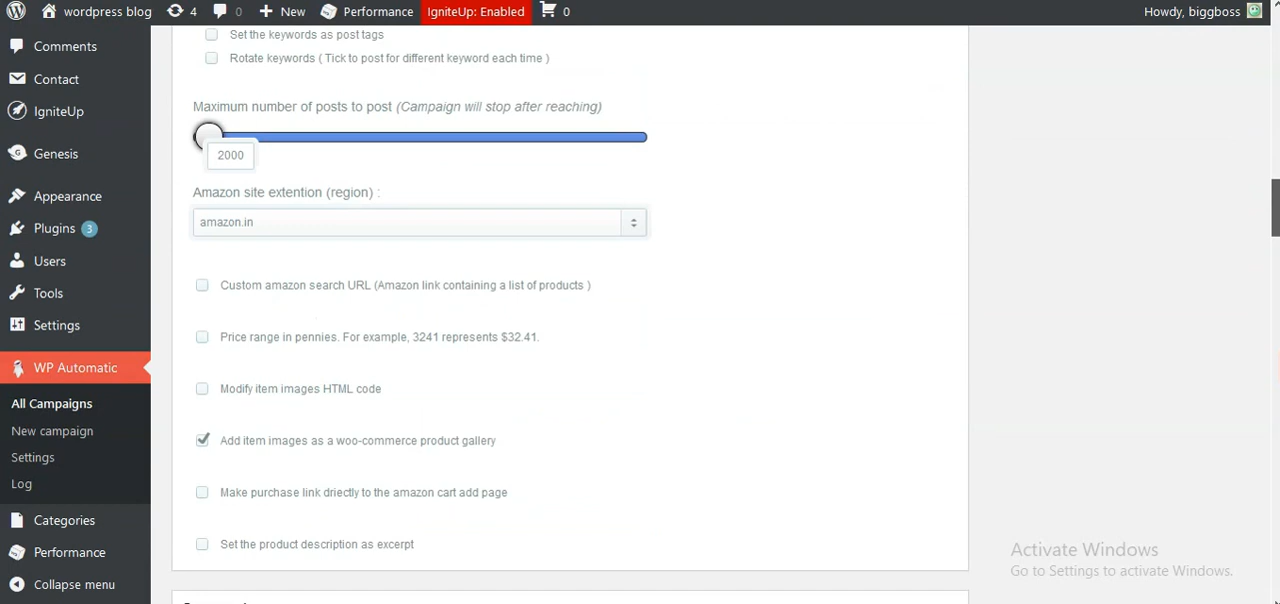 wordpress blog 4 0 New Performance IgniteUp: Enabled 0 Howdy, biggboss
Comments
Contact
IgniteUp
Genesis
Appearance
Plugins 3
Users
Tools
Settings
WP Automatic
All Campaigns
New campaign
Settings
Log
Categories
Performance
Collapse menu
Set the keywords as post tags
Rotate keywords ( Tick to post for different keyword each time )
Maximum number of posts to post (Campaign will stop after reaching)
2000
Amazon site extention (region) :
amazon.in
Custom amazon search URL (Amazon link containing a list of products )
Price range in pennies. For example, 3241 represents $32.41.
Modify item images HTML code
Add item images as a woo-commerce product gallery
Make purchase link driectly to the amazon cart add page
Set the product description as excerpt
Activate Windows
Go to Settings to activate Windows.